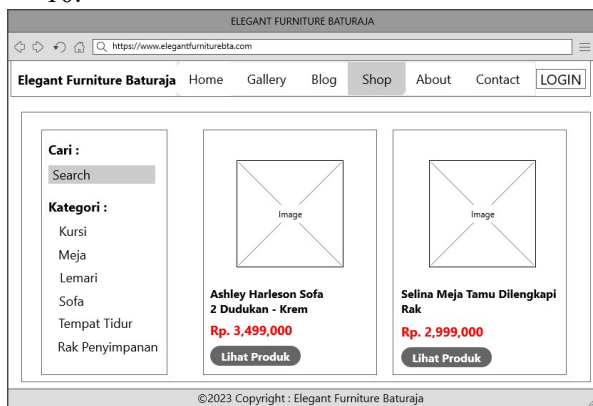 10.
ELEGANT FURNITURE BATURAJA
https://www.elegantfurniturebta.com
Elegant Furniture Baturaja Home Gallery Blog Shop About Contact LOGIN
Cari :
Search
Kategori :
Kursi
Meja
Lemari
Sofa
Tempat Tidur
Rak Penyimpanan
Image
Ashley Harleson Sofa
2 Dudukan - Krem
Rp. 3,499,000
Lihat Produk
Image
Selina Meja Tamu Dilengkapi
Rak
Rp. 2,999,000
Lihat Produk
©2023 Copyright : Elegant Furniture Baturaja